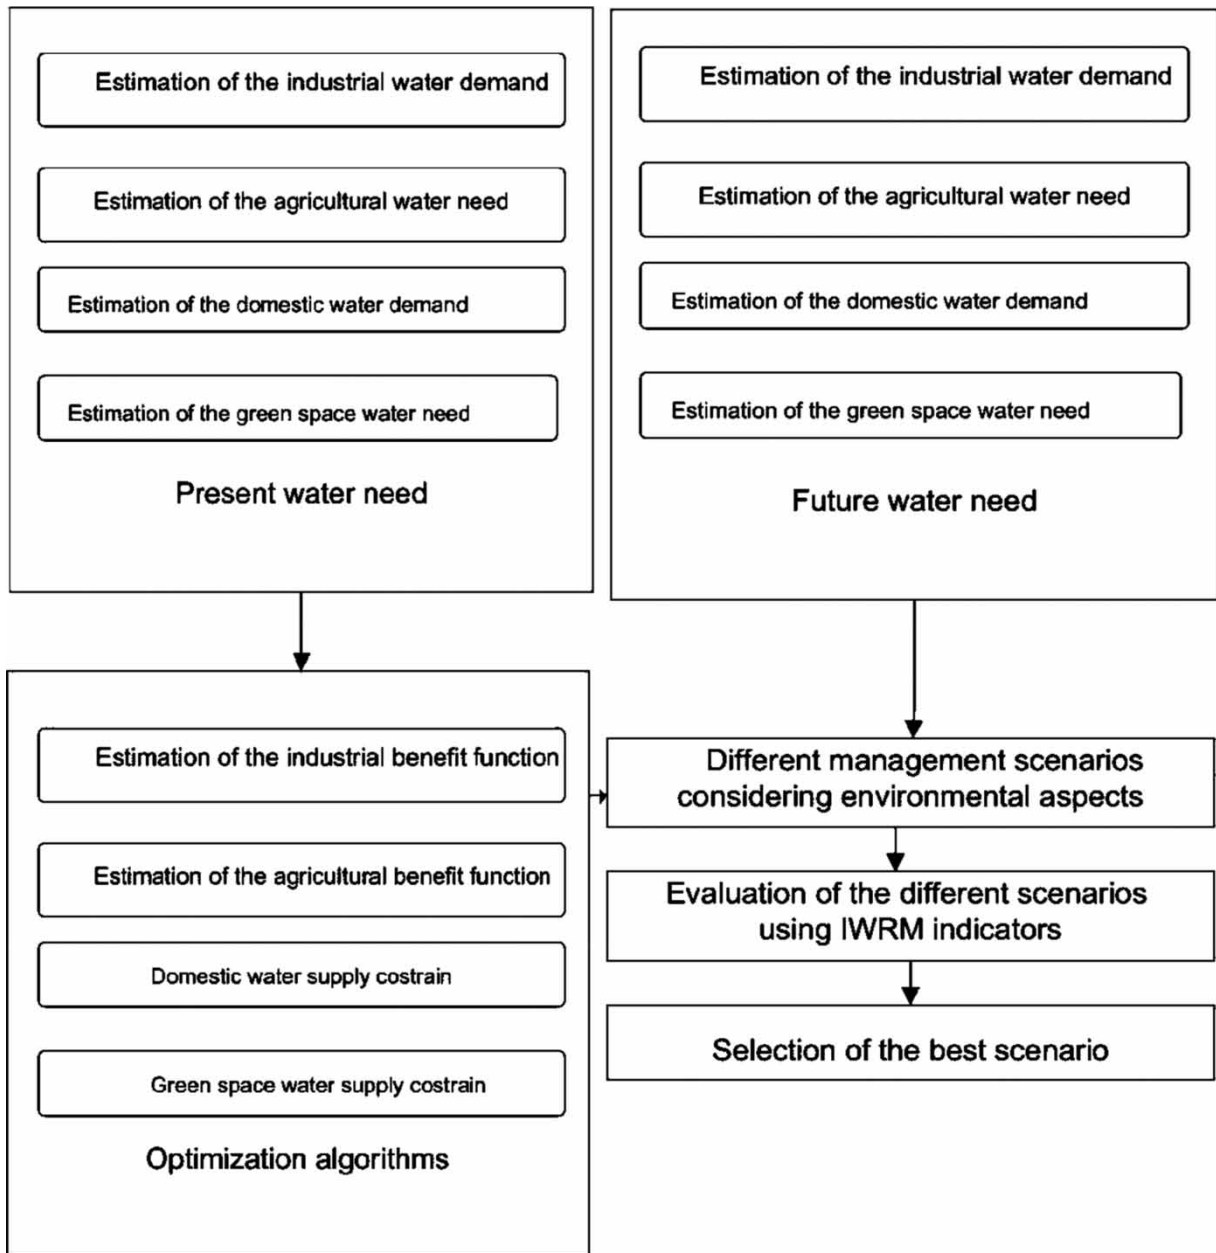 Estimation of the industrial water demand
Estimation of the agricultural water need
Estimation of the domestic water demand
Estimation of the green space water need
Present water need
Estimation of the industrial water demand
Estimation of the agricultural water need
Estimation of the domestic water demand
Estimation of the green space water need
Future water need
Estimation of the industrial benefit function
Estimation of the agricultural benefit function
Domestic water supply costrain
Green space water supply costrain
Optimization algorithms
Different management scenarios
considering environmental aspects
Evaluation of the different scenarios
using IWRM indicators
Selection of the best scenario